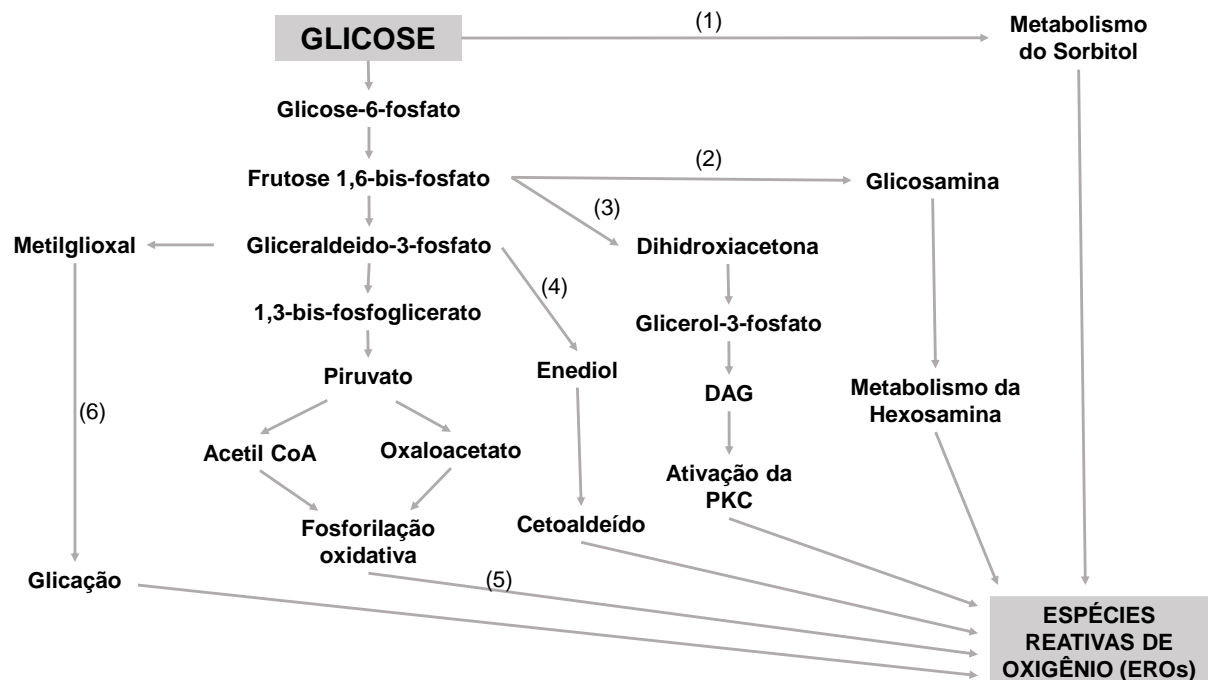 (1)
Metabolismo
do Sorbitol
GLICOSE
Glicose-6-fosfato
(2)
Frutose 1,6-bis-fosfato
Glicosamina
(3)
Metilglioxal
Gliceraldeido-3-fosfato
Dihidroxiacetona
(4)
1,3-bis-fosfoglicerato
Glicerol-3-fosfato
Piruvato
Enediol
DAG
Metabolismo da
Hexosamina
(6)
Acetil CoA
Oxaloacetato
Ativação da
PKC
Fosforilação
oxidativa
Cetoaldeído
Glicação
(5)
ESPÉCIES
REATIVAS DE
OXIGÊNIO (EROs)